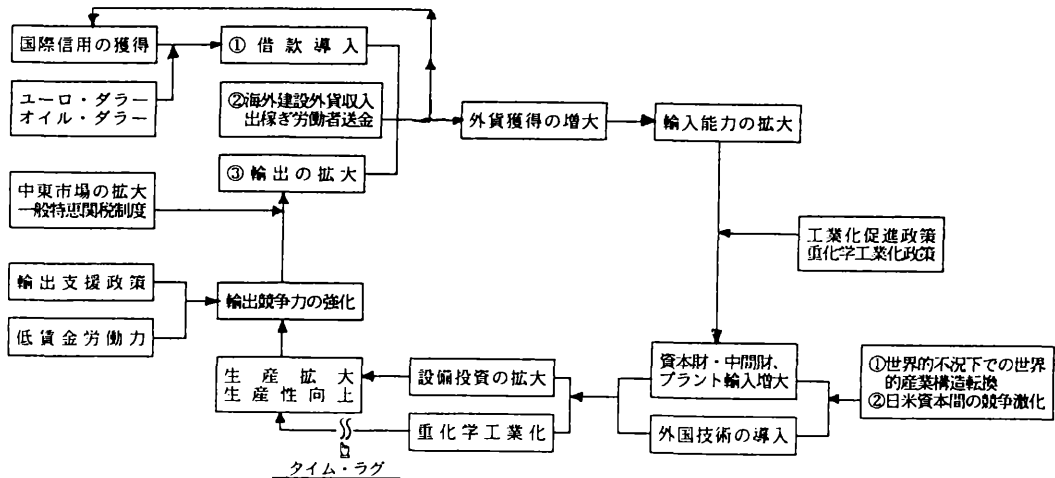 国際信用の獲得
①借款導入
ユーロ・ダラー
オイル・ダラー
②海外建設外貨収入
出稼ぎ労働者送金
外貨獲得の増大
輸入能力の拡大
③輸出の拡大
中東市場の拡大
一般特恵関税制度
工業化促進政策
重化学工業化政策
輸出支援政策
輸出競争力の強化
低賃金労働力
生産拡大
生産性向上
設備投資の拡大
資本財・中間財、
プラント輸入増大
①世界的不況下での世界
的産業構造転換
②日米資本間の競争激化
重化学工業化
外国技術の導入
タイム・ラグ